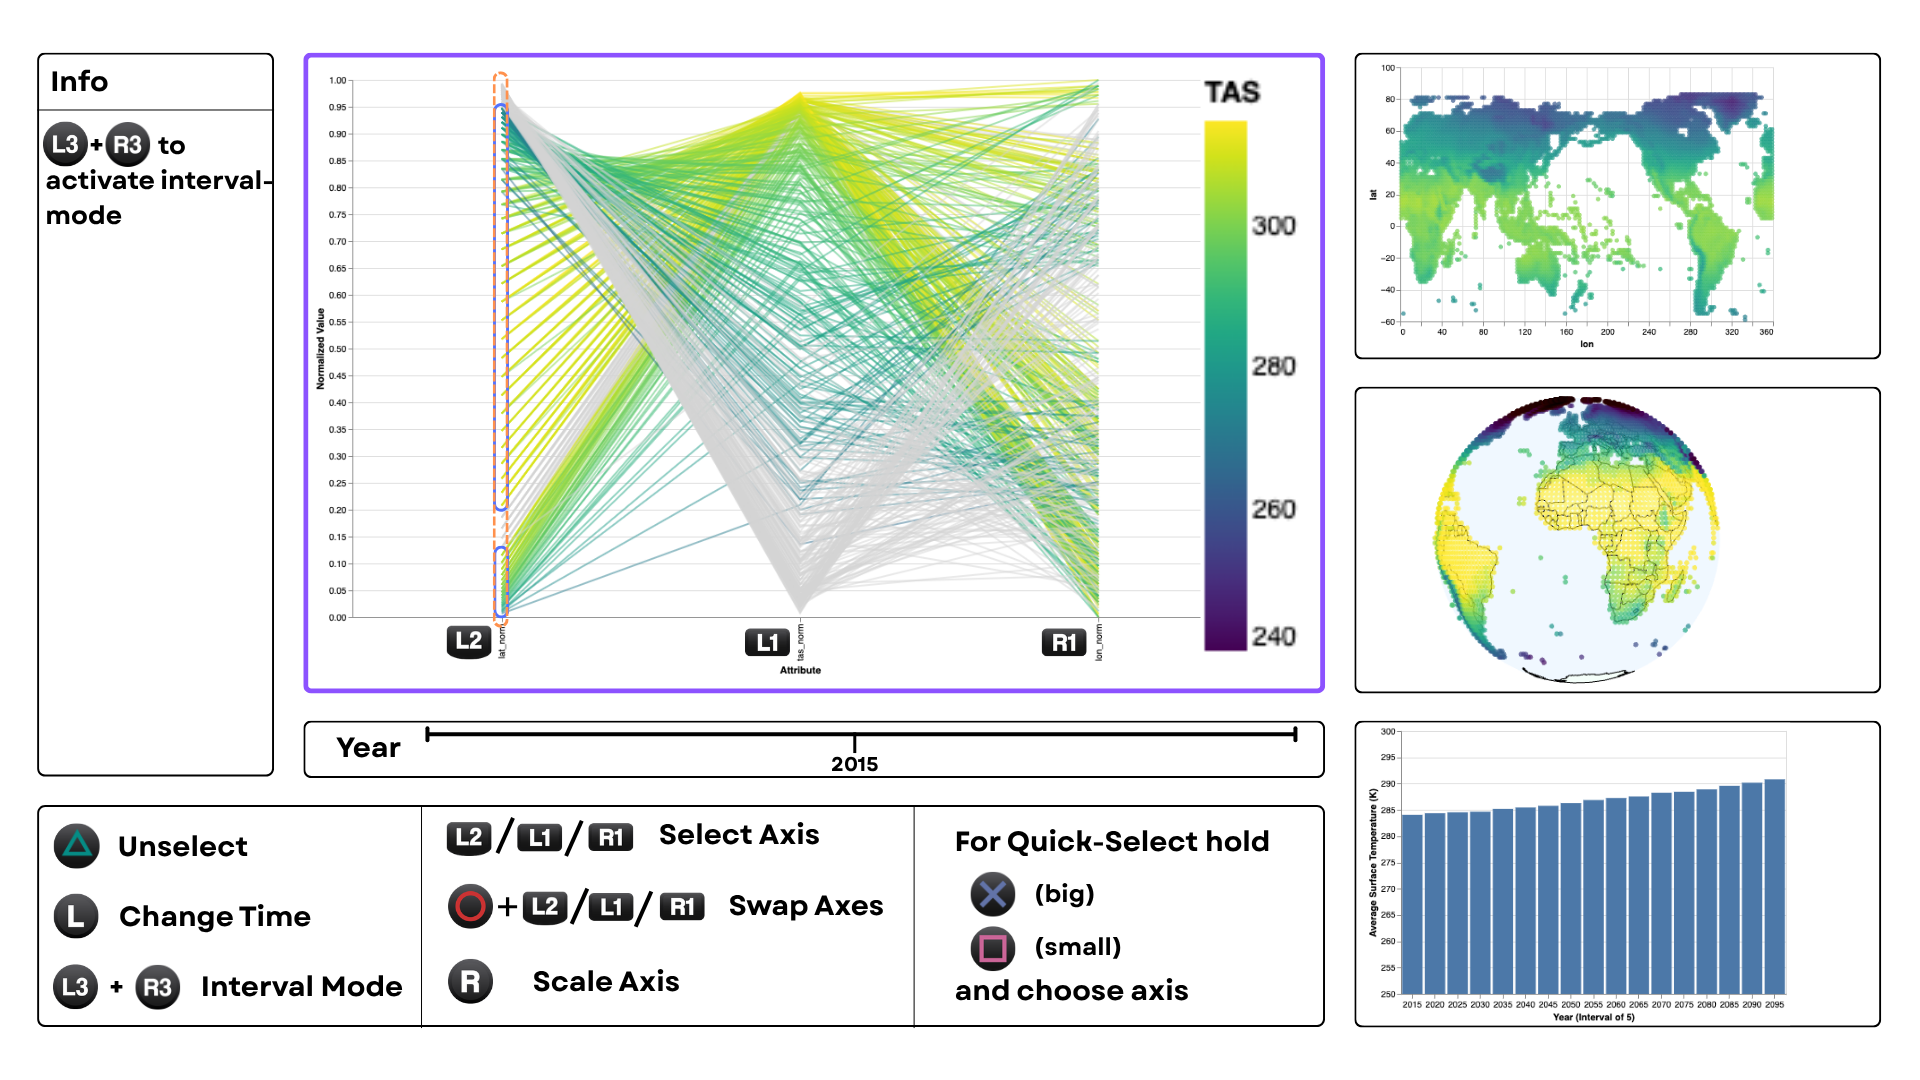 Info
L3 + R3 to
activate interval-
mode
1.00
0.95
0.90
0.85
0.80
0.75
0.70
0.65
0.60
0.55
0.50
0.45
0.40
0.35
0.30
0.25
0.20
0.15
0.10
0.05
0.00
Normalized Value
L2
lat_norm
L1
tas_norm
R1
lon_norm
Attribute
TAS
300
280
260
240
100
80
60
40
20
0
−20
−40
−60
lat
0 40 80 120 160 200 240 280 320 360
lon
Year
2015
300
295
290
285
280
275
270
265
260
255
250
Average Surface Temperature (K)
2015 2020 2025 2030 2035 2040 2045 2050 2055 2060 2065 2070 2075 2080 2085 2090 2095
Year (Interval of 5)
Unselect
L Change Time
L3 + R3 Interval Mode
L2 / L1 / R1 Select Axis
+ L2 / L1 / R1 Swap Axes
R Scale Axis
For Quick-Select hold
(big)
(small)
and choose axis